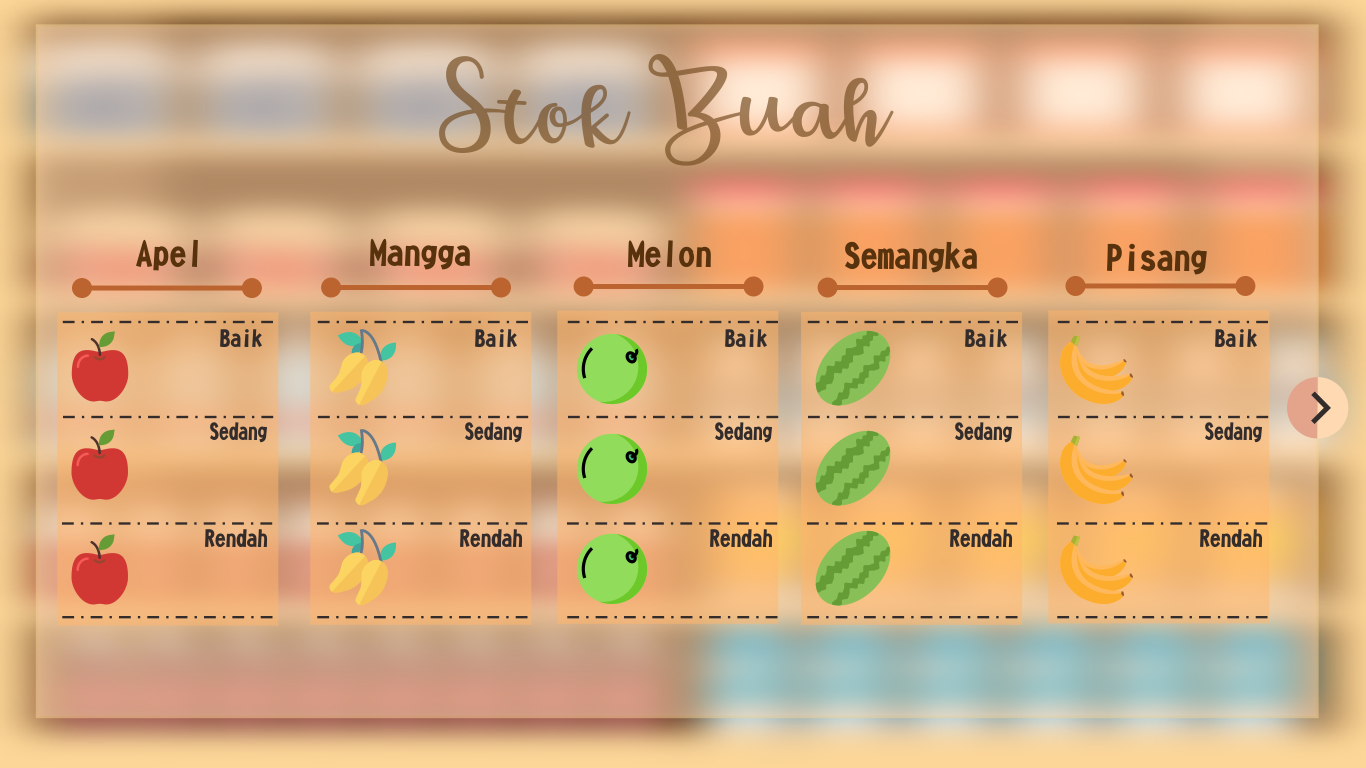 Stok Buah
Apel
Mangga
Melon
Semangka
Pisang
Baik
Baik
Baik
Baik
Baik
Sedang
Sedang
Sedang
Sedang
Sedang
Rendah
Rendah
Rendah
Rendah
Rendah